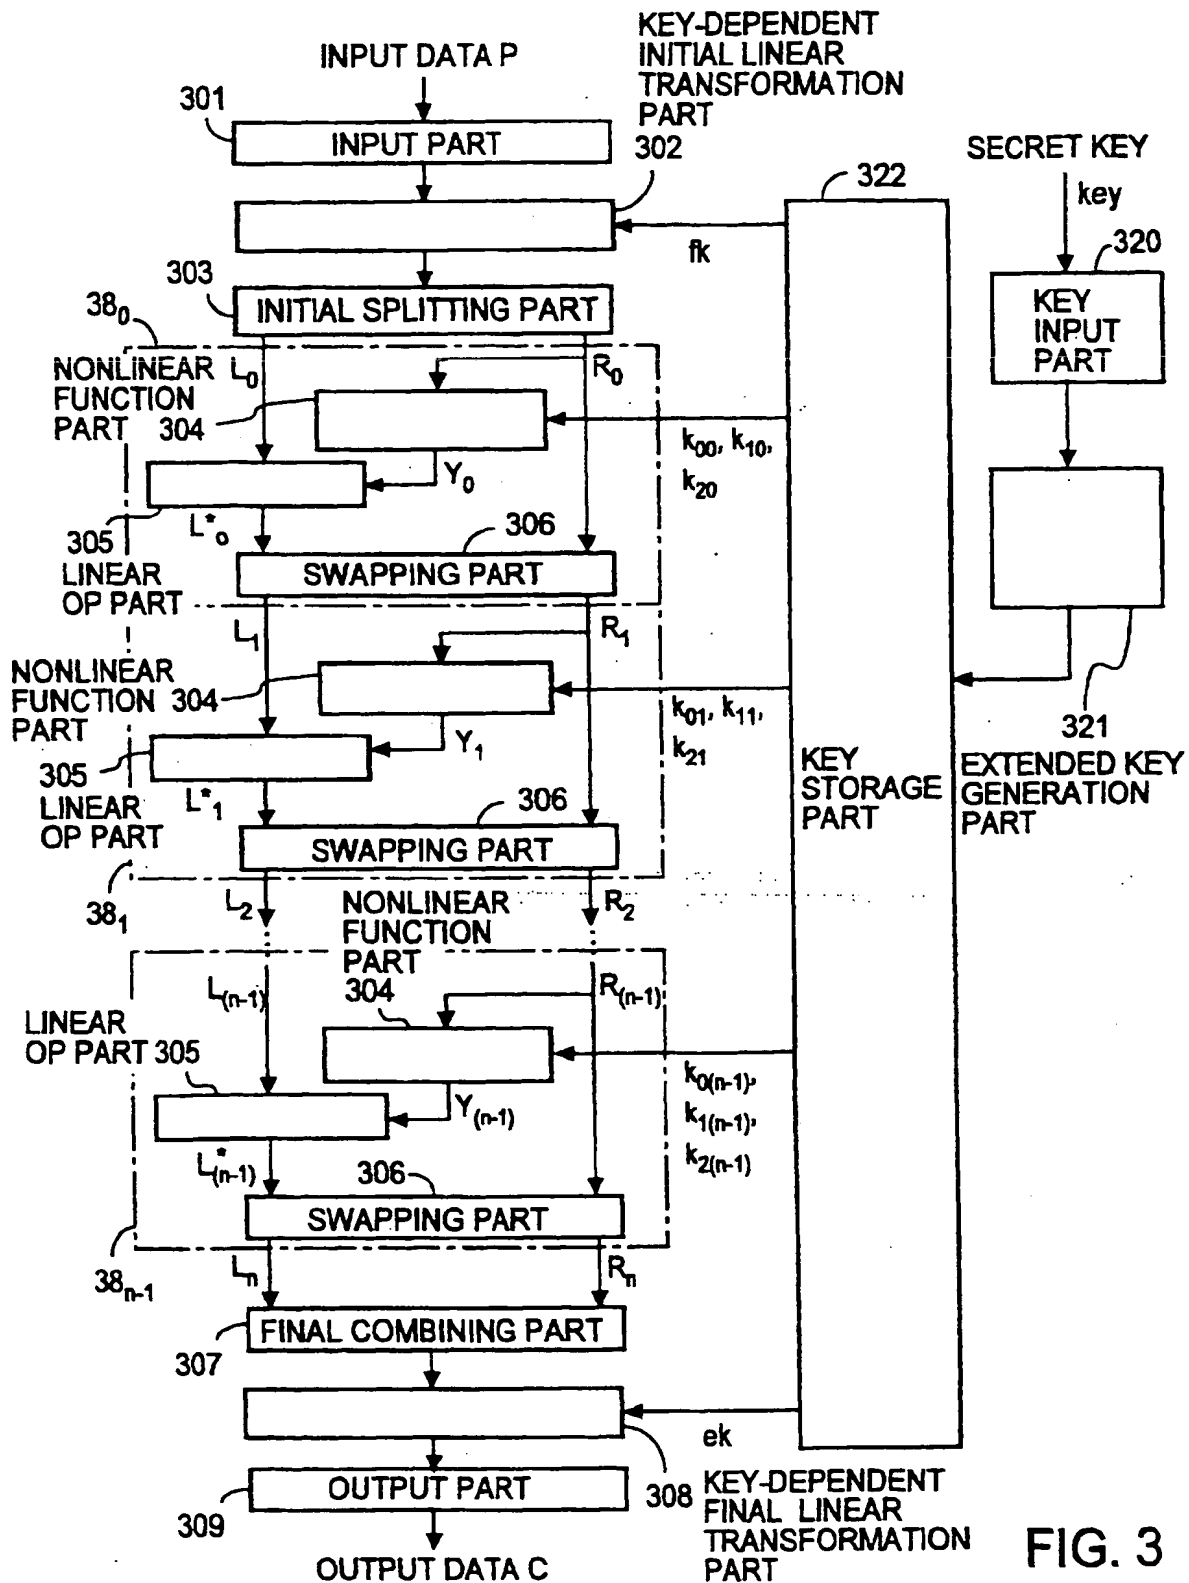 INPUT DATA P
KEY-DEPENDENT
INITIAL LINEAR
TRANSFORMATION
PART
301
INPUT PART
302
SECRET KEY
key
322
fk
320
303
INITIAL SPLITTING PART
KEY
INPUT
PART
38₀
NONLINEAR
FUNCTION
PART
304
L₀
R₀
k₀₀, k₁₀,
k₂₀
Y₀
305
LINEAR
OP PART
L*₀
306
SWAPPING PART
L₁
R₁
NONLINEAR
FUNCTION
PART
304
k₀₁, k₁₁,
k₂₁
Y₁
305
LINEAR
OP PART
L*₁
306
SWAPPING PART
321
EXTENDED KEY
GENERATION
PART
KEY
STORAGE
PART
38₁
L₂
R₂
NONLINEAR
FUNCTION
PART
304
L₍ₙ₋₁₎
R₍ₙ₋₁₎
LINEAR
OP PART 305
k₀₍ₙ₋₁₎,
k₁₍ₙ₋₁₎,
k₂₍ₙ₋₁₎
Y₍ₙ₋₁₎
L*₍ₙ₋₁₎
306
SWAPPING PART
38ₙ₋₁
Lₙ
Rₙ
FINAL COMBINING PART
307
ek
308
KEY-DEPENDENT
FINAL LINEAR
TRANSFORMATION
PART
OUTPUT PART
309
OUTPUT DATA C
FIG. 3